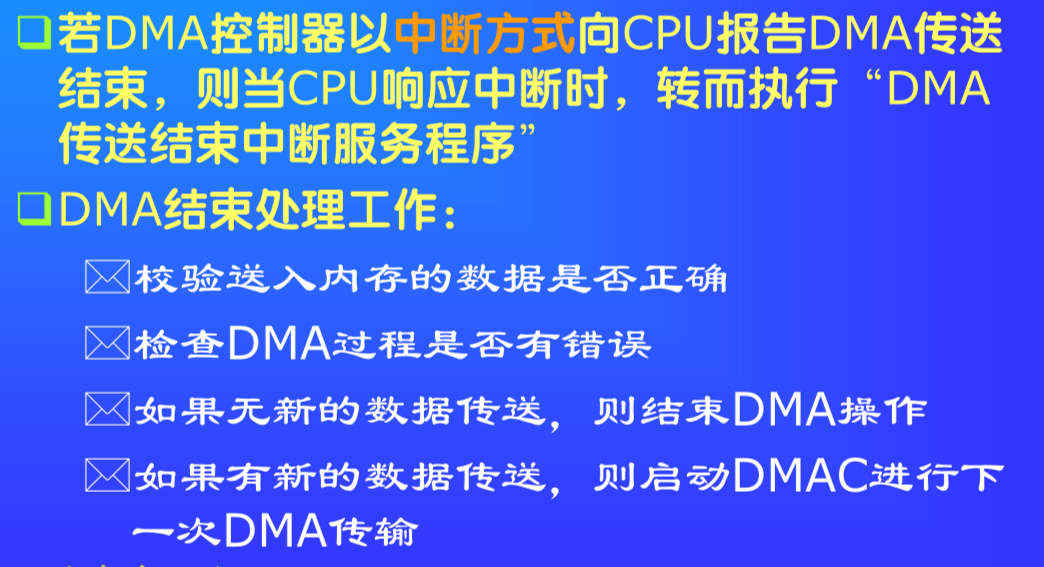 若DMA控制器以中断方式向CPU报告DMA传送
结束，则当CPU响应中断时，转而执行“DMA
传送结束中断服务程序”
DMA结束处理工作：
校验送入内存的数据是否正确
检查DMA过程是否有错误
如果无新的数据传送，则结束DMA操作
如果有新的数据传送，则启动DMAC进行下
一次DMA传输